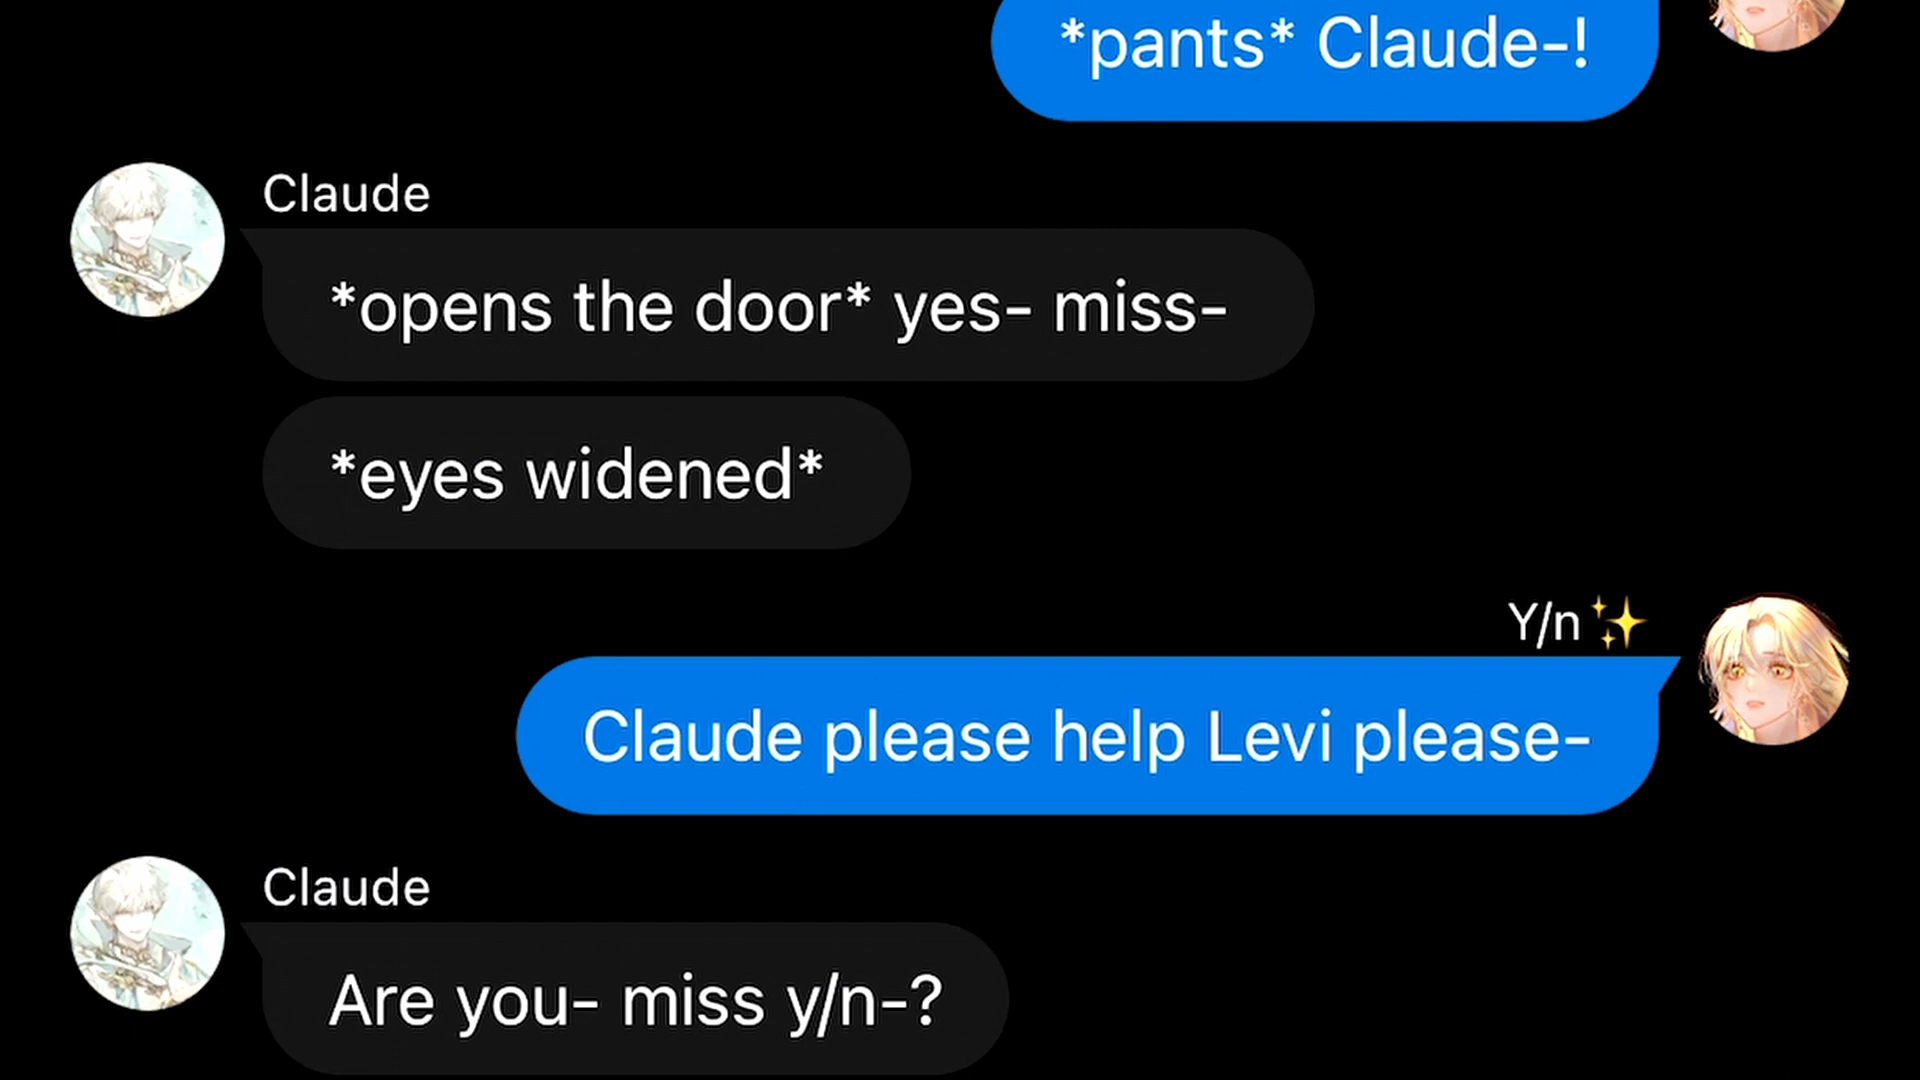 *pants* Claude-!
Claude
*opens the door* yes- miss-
*eyes widened*
Y/n✨
Claude please help Levi please-
Claude
Are you- miss y/n-?